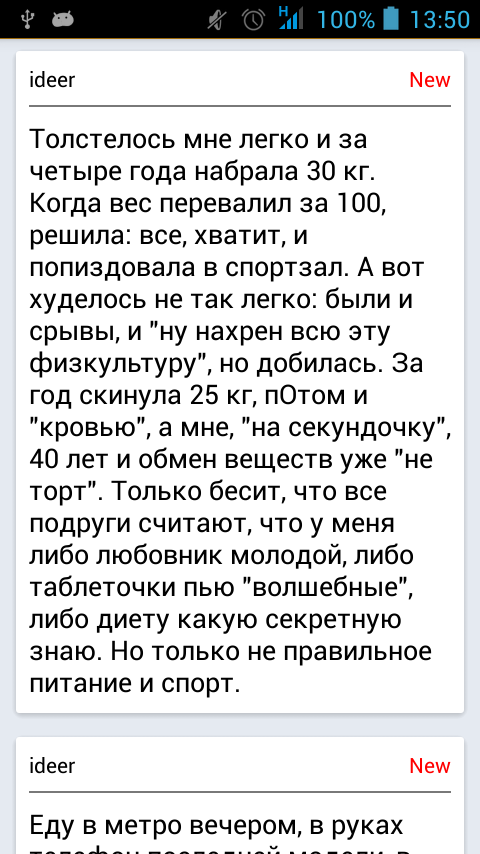 H 100% 13:50
ideer New
Толстелось мне легко и за
четыре года набрала 30 кг.
Когда вес перевалил за 100,
решила: все, хватит, и
попиздовала в спортзал. А вот
худелось не так легко: были и
срывы, и "ну нахрен всю эту
физкультуру", но добилась. За
год скинула 25 кг, пОтом и
"кровью", а мне, "на секундочку",
40 лет и обмен веществ уже "не
торт". Только бесит, что все
подруги считают, что у меня
либо любовник молодой, либо
таблеточки пью "волшебные",
либо диету какую секретную
знаю. Но только не правильное
питание и спорт.
ideer New
Еду в метро вечером, в руках
телефон последней модели, в